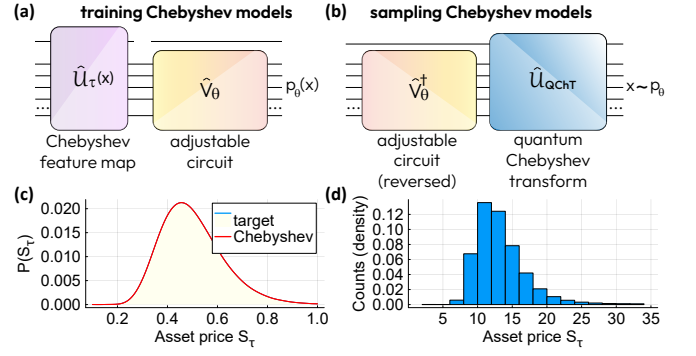 (a) training Chebyshev models
Û_τ(x)
V̂_θ
p_θ(x)
...
...
Chebyshev
feature map
adjustable
circuit
(b) sampling Chebyshev models
V̂_θ^†
Û_QChT
x~p_θ
...
...
adjustable
circuit
(reversed)
quantum
Chebyshev
transform
(c)
P(S_τ)
0.020
0.015
0.010
0.005
0.000
target
Chebyshev
0.2 0.4 0.6 0.8 1.0
Asset price S_τ
(d)
Counts (density)
0.12
0.10
0.08
0.06
0.04
0.02
0.00
5 10 15 20 25 30 35
Asset price S_τ